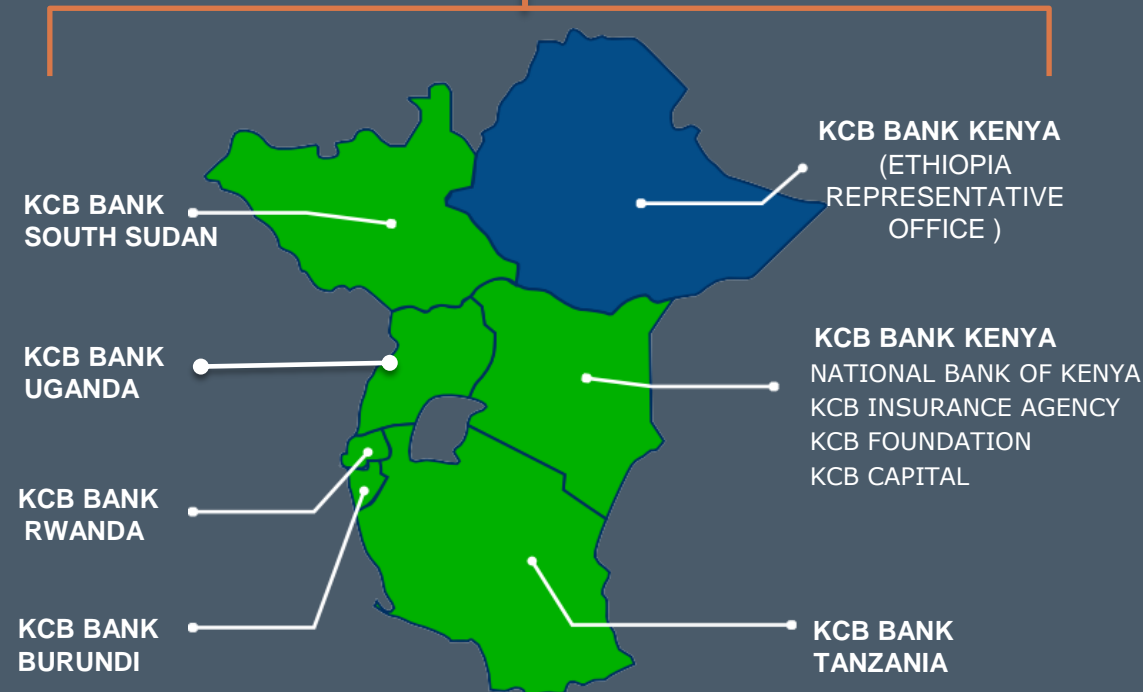 KCB BANK
SOUTH SUDAN
KCB BANK
UGANDA
KCB BANK
RWANDA
KCB BANK
BURUNDI
KCB BANK KENYA
(ETHIOPIA
REPRESENTATIVE
OFFICE )
KCB BANK KENYA
NATIONAL BANK OF KENYA
KCB INSURANCE AGENCY
KCB FOUNDATION
KCB CAPITAL
KCB BANK
TANZANIA